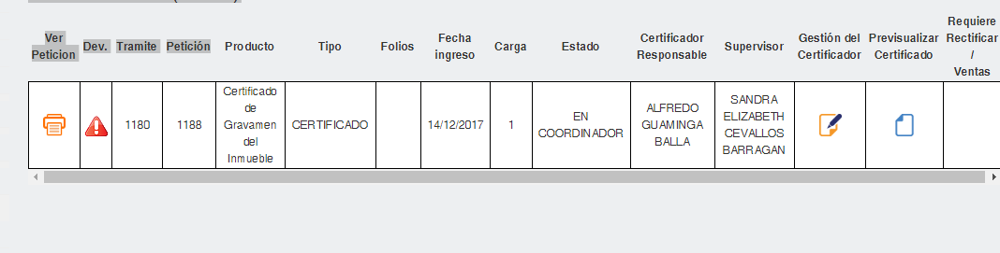 Ver Peticion
Dev.
Tramite
Petición
Producto
Tipo
Folios
Fecha ingreso
Carga
Estado
Certificador Responsable
Supervisor
Gestión del Certificador
Previsualizar Certificado
Requiere Rectificar / Ventas
1180
1188
Certificado de Gravamen del Inmueble
CERTIFICADO
14/12/2017
1
EN COORDINADOR
ALFREDO GUAMINGA BALLA
SANDRA ELIZABETH CEVALLOS BARRAGAN